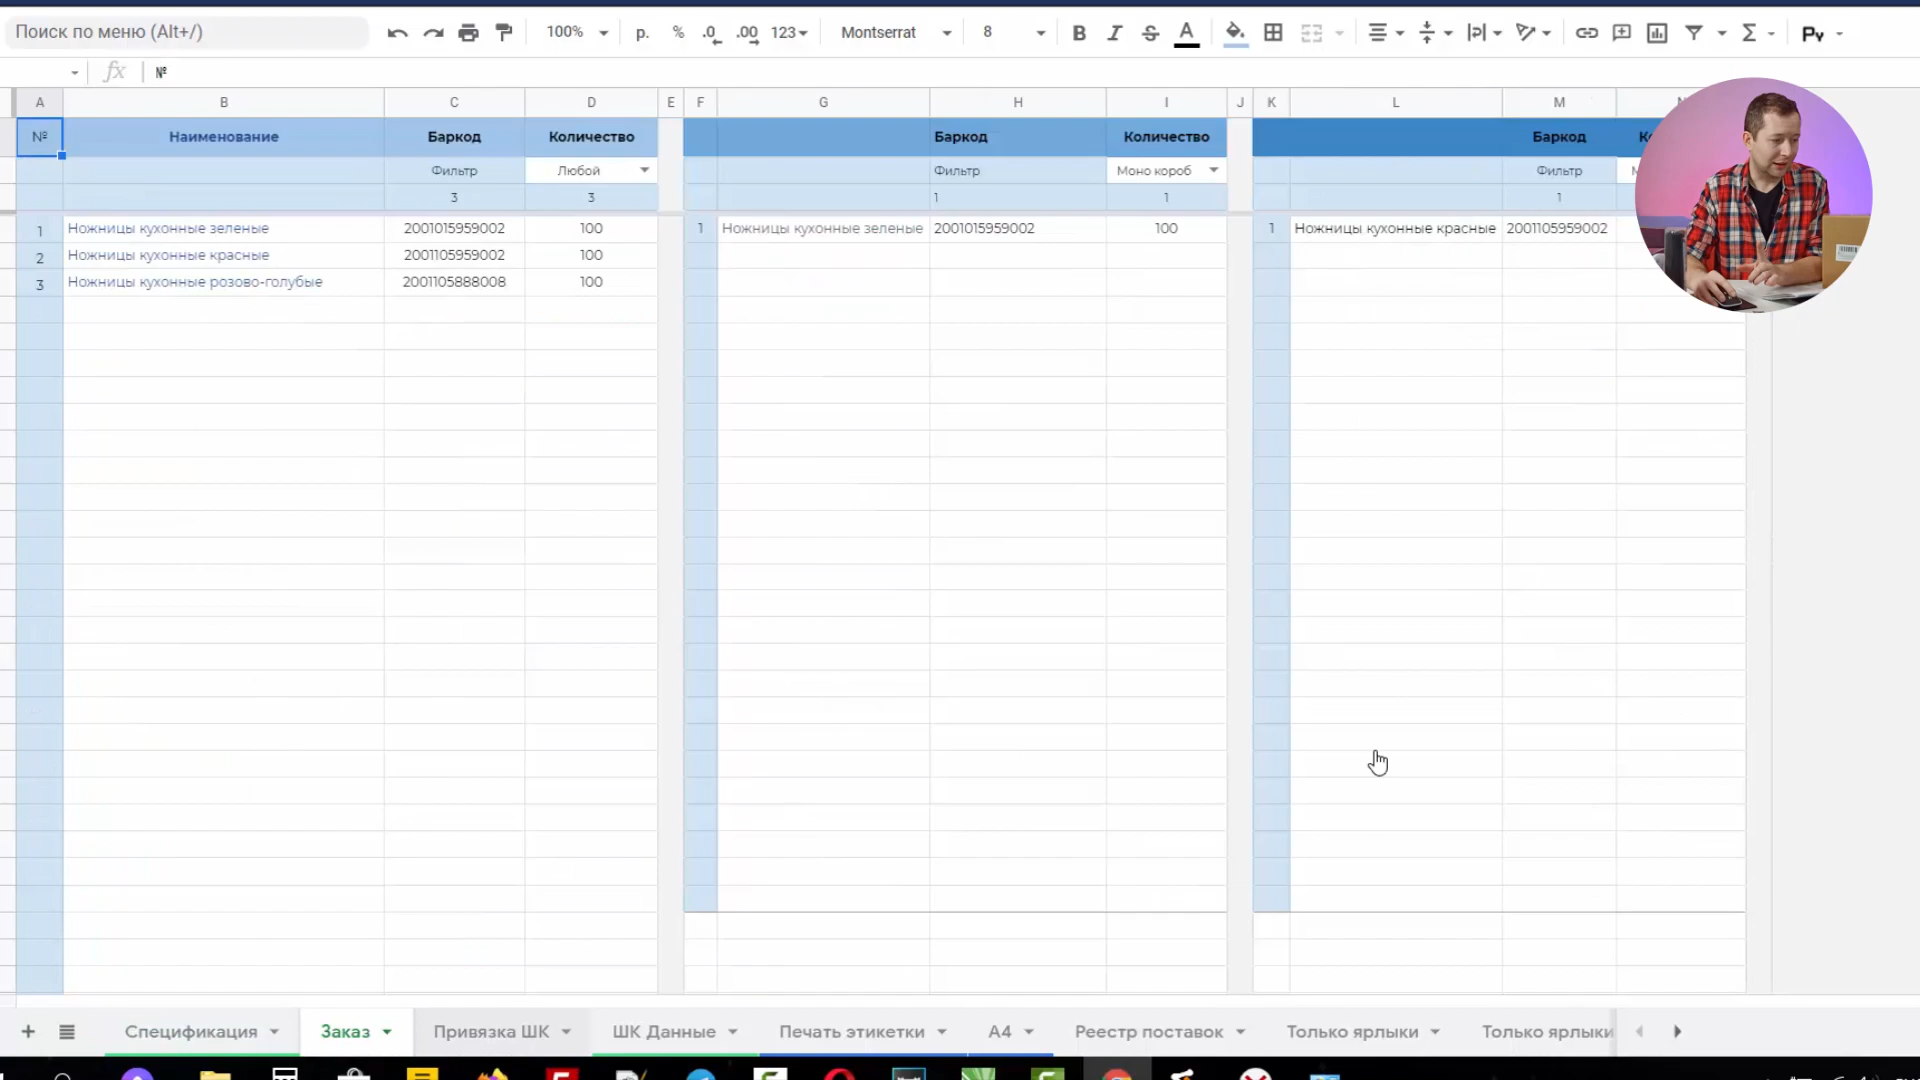 Поиск по меню (Alt+/)
100%
р.
%
.0
.00
123
Montserrat
8
fx
№
A B C D E F G H I J K L M
№ Наименование Баркод Количество Баркод Количество Баркод
Фильтр Любой Фильтр Моно короб Фильтр
3 3 1 1 1
1 Ножницы кухонные зеленые 2001015959002 100 1 Ножницы кухонные зеленые 2001015959002 100 1 Ножницы кухонные красные 2001105959002
2 Ножницы кухонные красные 2001105959002 100
3 Ножницы кухонные розово-голубые 2001105888008 100
Спецификация Заказ Привязка ШК ШК Данные Печать этикетки А4 Реестр поставок Только ярлыки Только ярлыки